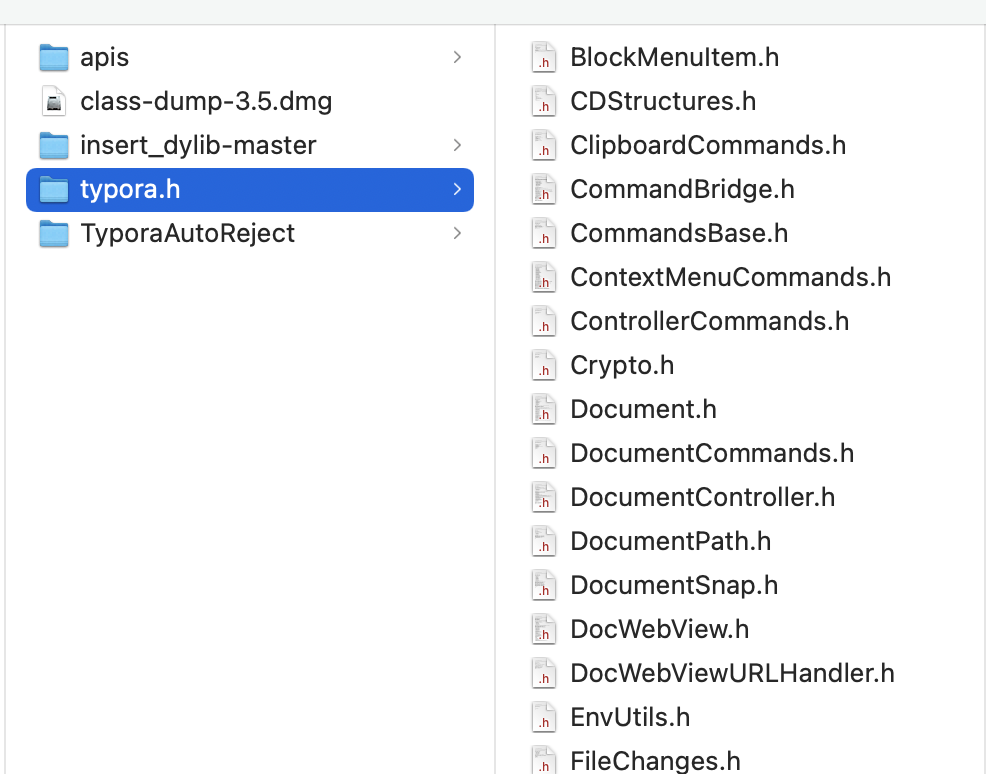 apis
class-dump-3.5.dmg
insert_dylib-master
typora.h
TyporaAutoReject
.h BlockMenuItem.h
.h CDStructures.h
.h ClipboardCommands.h
.h CommandBridge.h
.h CommandsBase.h
.h ContextMenuCommands.h
.h ControllerCommands.h
.h Crypto.h
.h Document.h
.h DocumentCommands.h
.h DocumentController.h
.h DocumentPath.h
.h DocumentSnap.h
.h DocWebView.h
.h DocWebViewURLHandler.h
.h EnvUtils.h
.h FileChanges.h